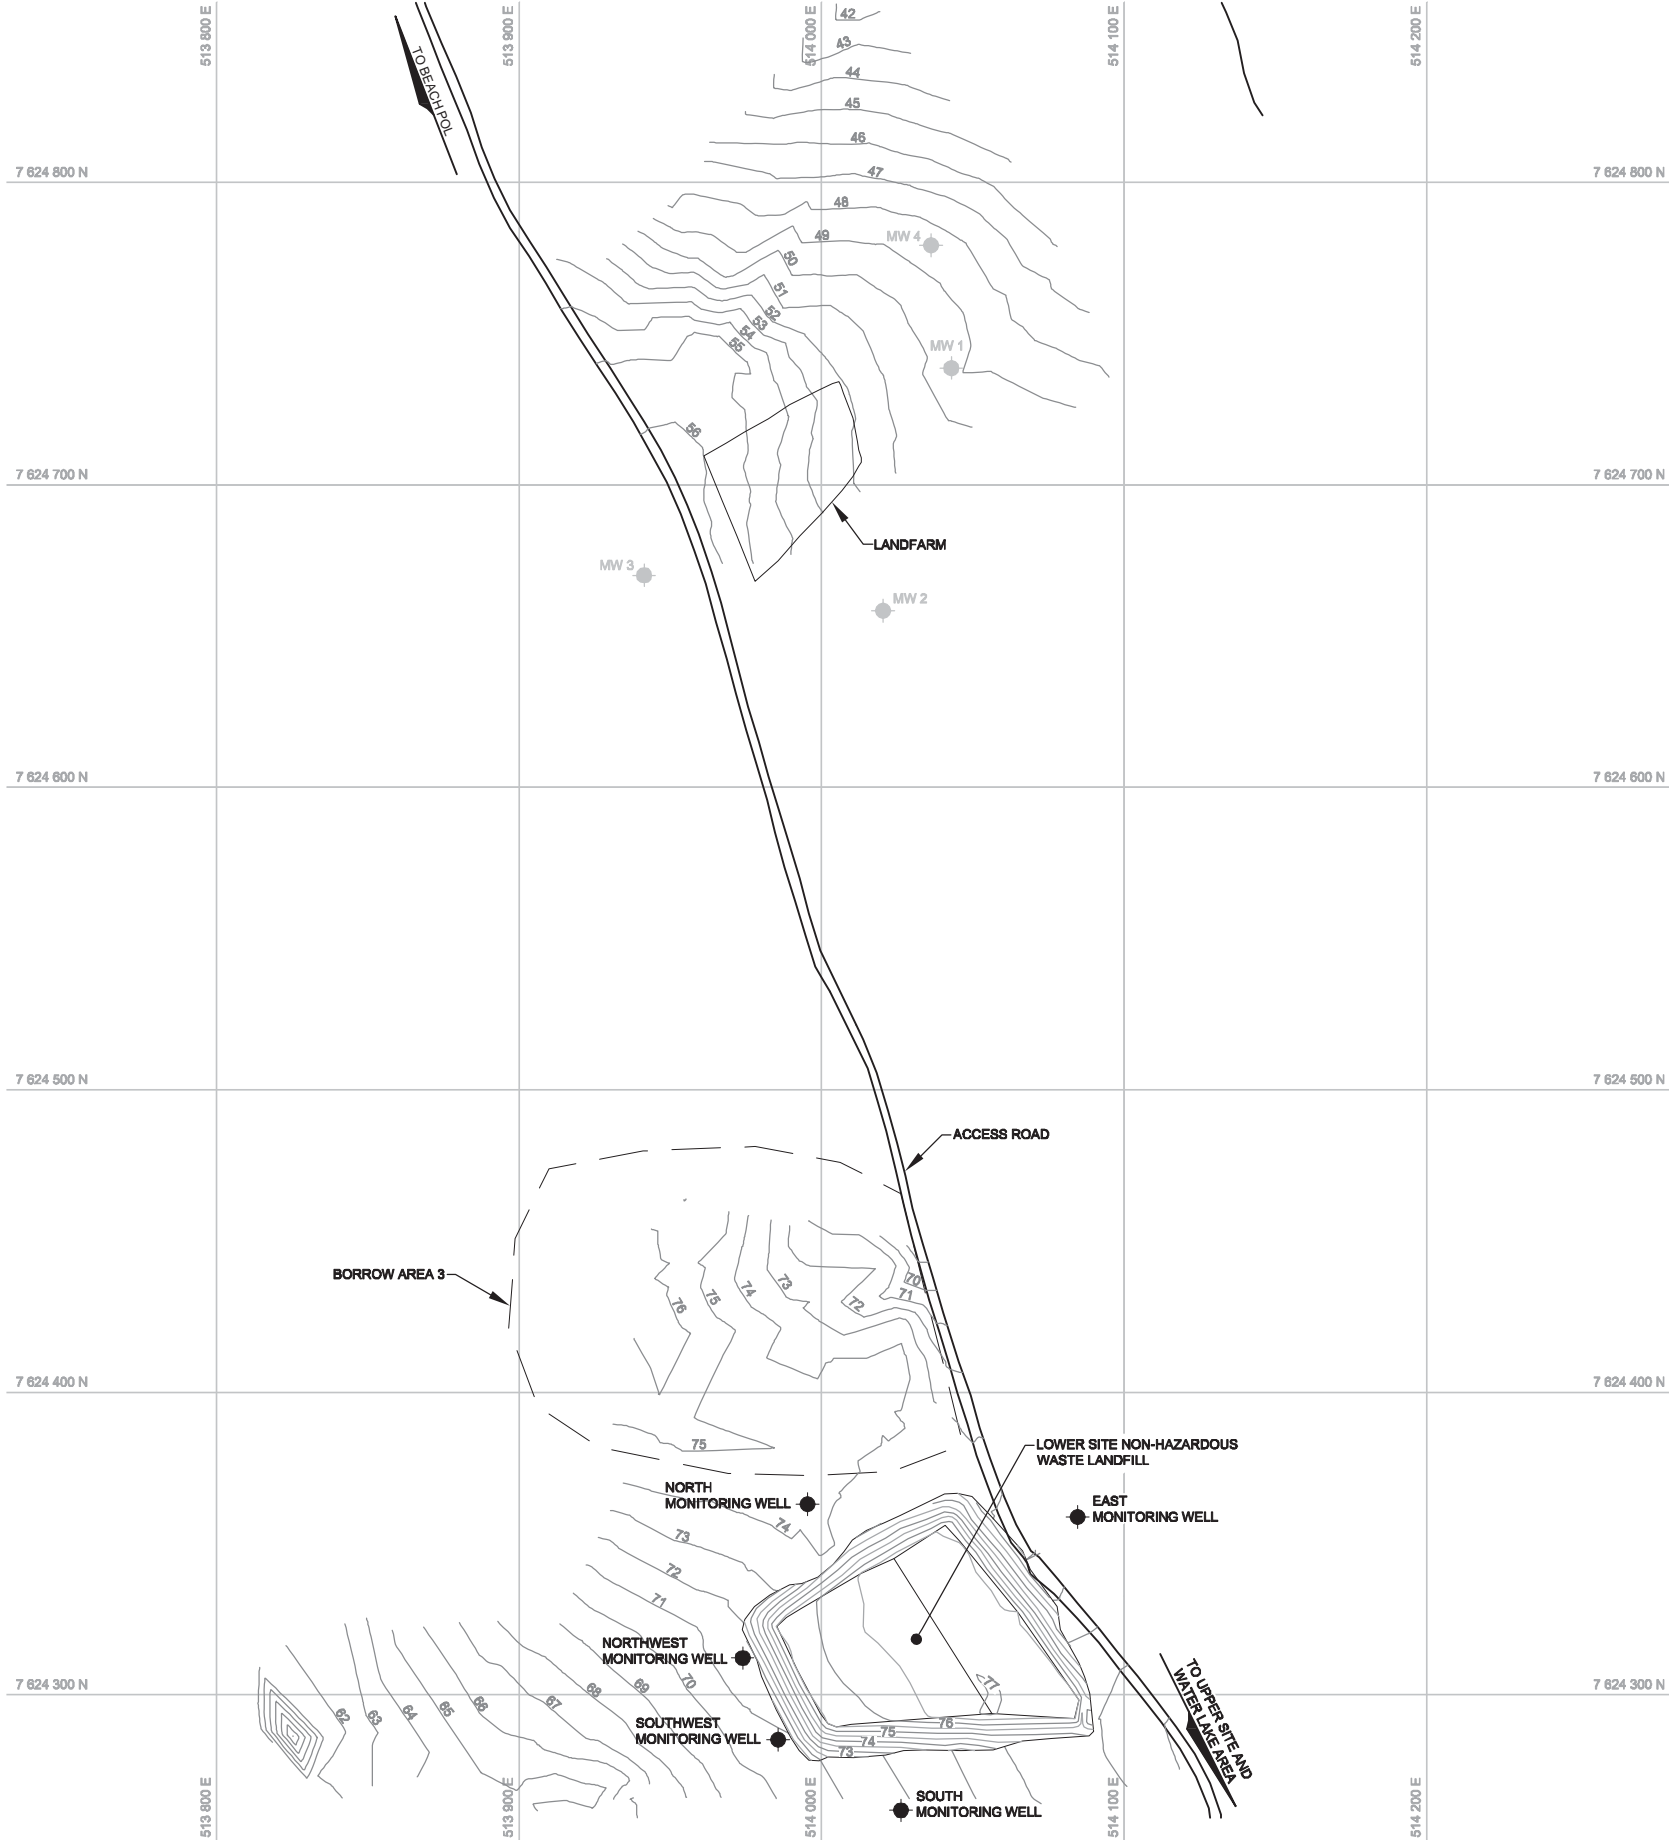 513 800 E
513 900 E
514 000 E
514 100 E
514 200 E
42
43
44
45
46
47
48
49
50
51
52
53
54
55
56
TO BEACH POL
7 624 800 N
7 624 800 N
MW 4
MW 1
7 624 700 N
7 624 700 N
LANDFARM
MW 3
MW 2
7 624 600 N
7 624 600 N
7 624 500 N
7 624 500 N
ACCESS ROAD
BORROW AREA 3
76
75
74
73
72
71
70
7 624 400 N
7 624 400 N
75
LOWER SITE NON-HAZARDOUS
WASTE LANDFILL
NORTH
MONITORING WELL
EAST
MONITORING WELL
74
73
72
71
NORTHWEST
MONITORING WELL
7 624 300 N
7 624 300 N
62
63
64
65
66
67
68
69
70
77
76
75
74
73
SOUTHWEST
MONITORING WELL
TO UPPER SITE AND
WATER LAKE AREA
SOUTH
MONITORING WELL
513 800 E
513 900 E
514 000 E
514 100 E
514 200 E